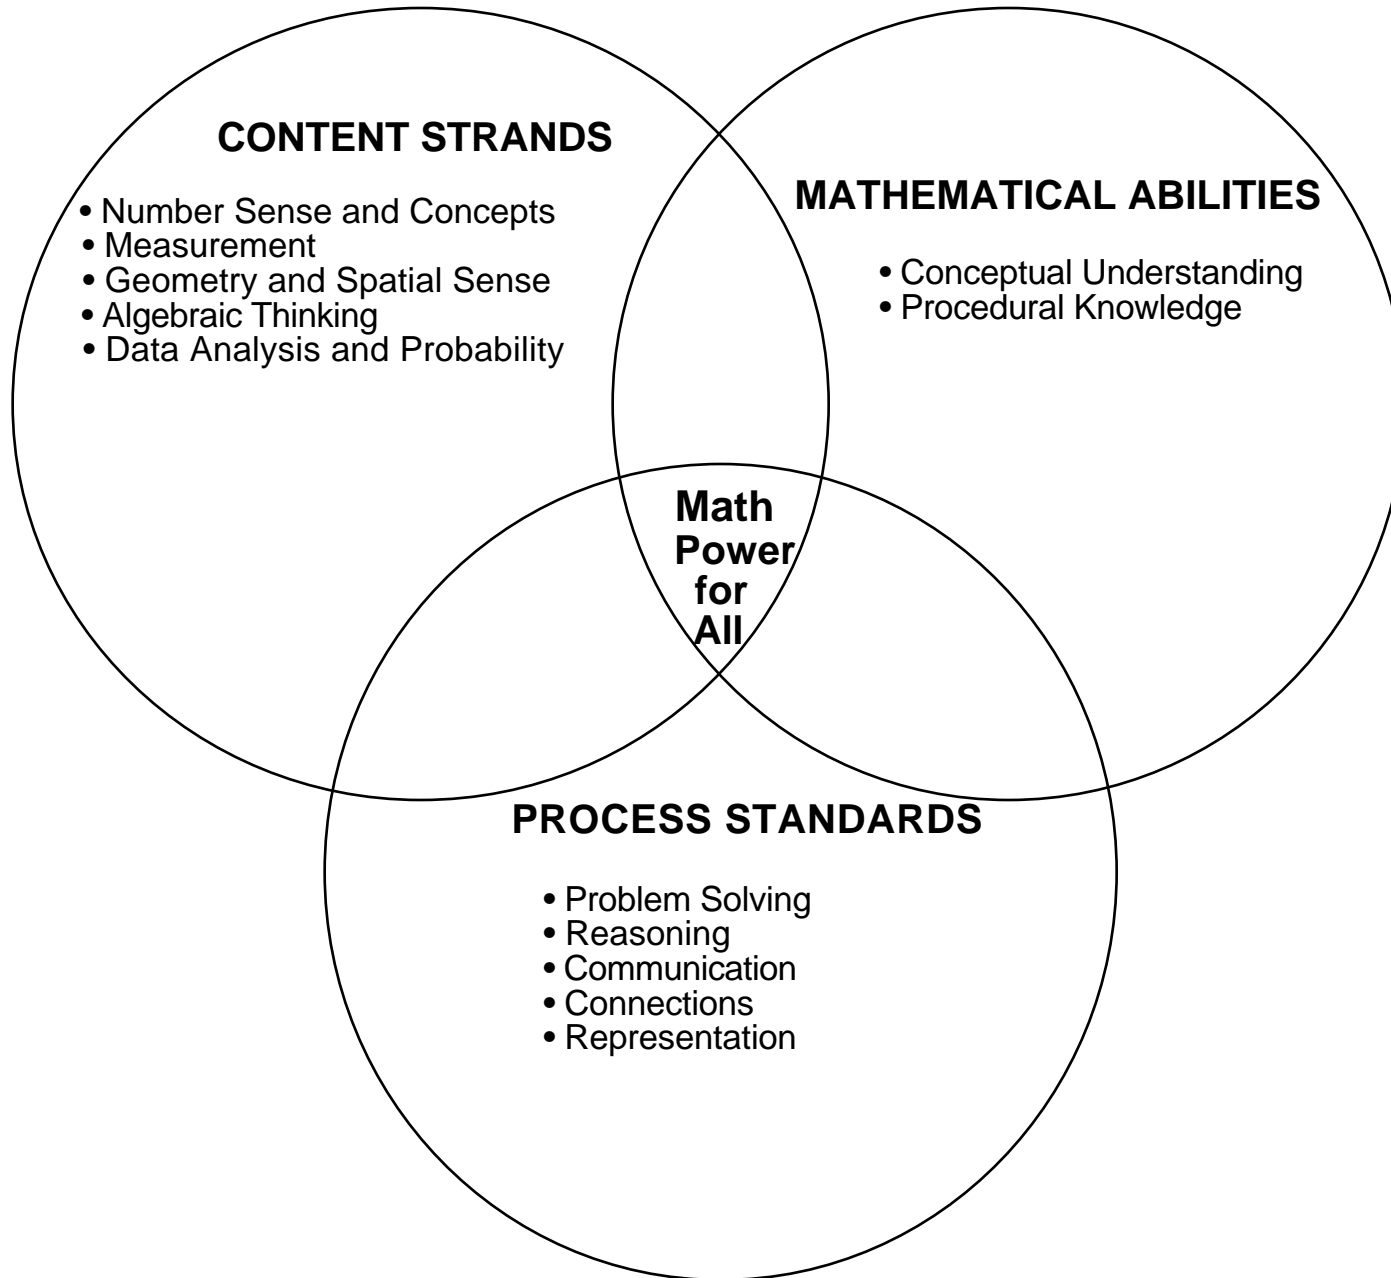 CONTENT STRANDS
• Number Sense and Concepts
• Measurement
• Geometry and Spatial Sense
• Algebraic Thinking
• Data Analysis and Probability
MATHEMATICAL ABILITIES
• Conceptual Understanding
• Procedural Knowledge
Math
Power
for
All
PROCESS STANDARDS
• Problem Solving
• Reasoning
• Communication
• Connections
• Representation